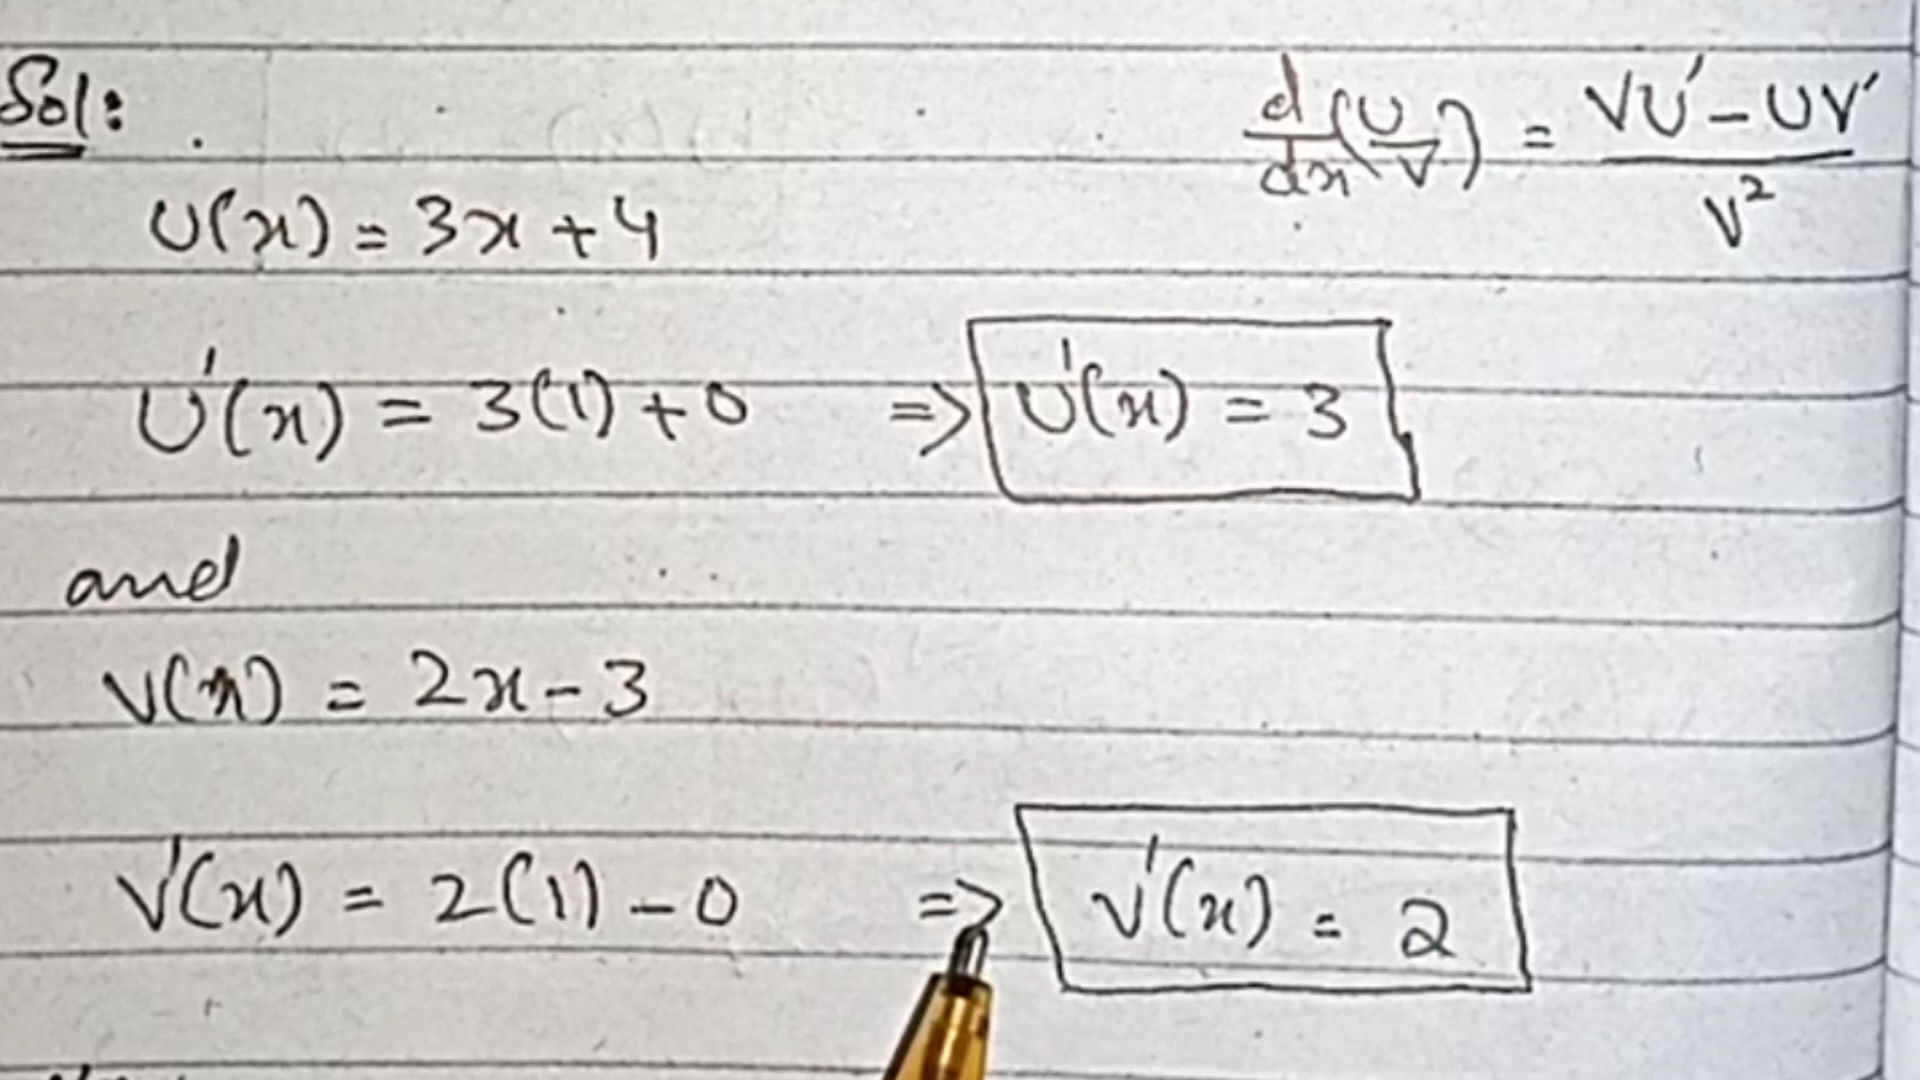 Sol:
d/dx (U/V) = (VU' - UV') / V²
U(x) = 3x + 4
U'(x) = 3(1) + 0 => U'(x) = 3
and
V(x) = 2x - 3
V'(x) = 2(1) - 0 => V'(x) = 2